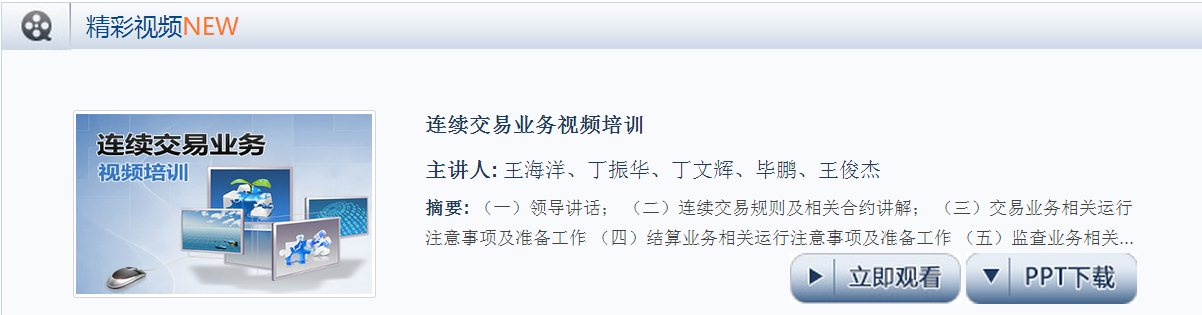 精彩视频NEW
连续交易业务
视频培训
连续交易业务视频培训
主讲人: 王海洋、丁振华、丁文辉、毕鹏、王俊杰
摘要: （一）领导讲话； （二）连续交易规则及相关合约讲解； （三）交易业务相关运行
注意事项及准备工作 （四）结算业务相关运行注意事项及准备工作 （五）监查业务相关...
立即观看 PPT下载